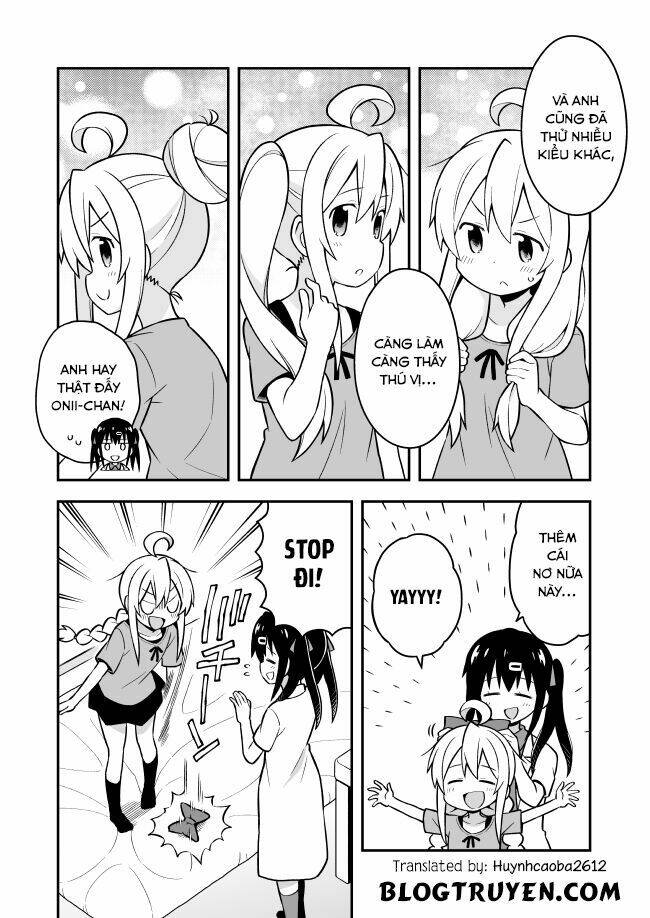 VÀ ANH
CŨNG ĐÃ
THỬ NHIỀU
KIỂU KHÁC,
CÀNG LÀM
CÀNG THẤY
THÚ VỊ...
ANH HAY
THẬT ĐẤY
ONII-CHAN!
THÊM
CÁI
NƠ NỮA
NÀY...
YAYYY!
STOP
ĐI!
Translated by: Huynhcaoba2612
BLOGTRUYEN.COM